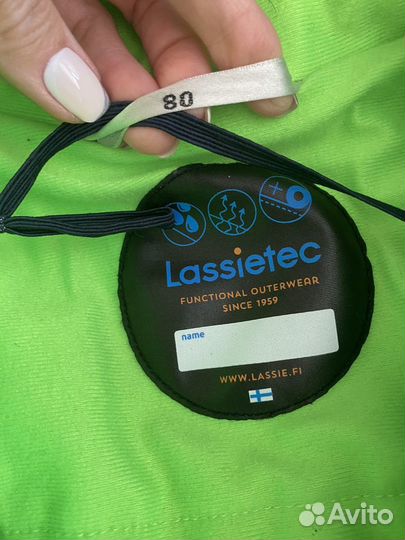 80
Lassietec
FUNCTIONAL OUTERWEAR
SINCE 1959
name
WWW.LASSIE.FI
Avito